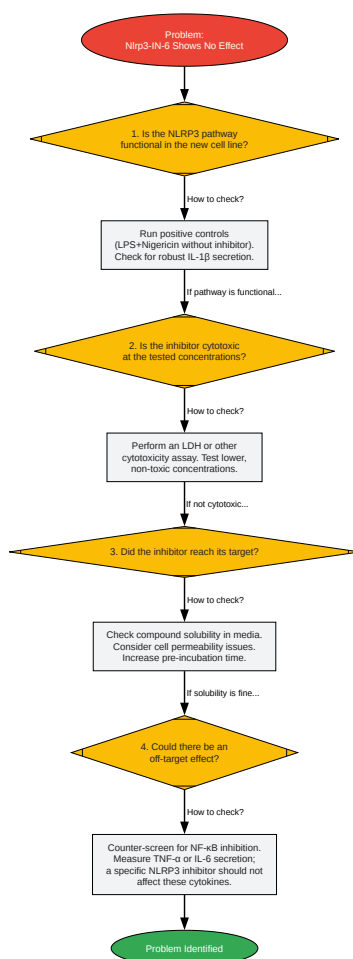 Problem:
Nlrp3-IN-6 Shows No Effect
1. Is the NLRP3 pathway
functional in the new cell line?
How to check?
Run positive controls
(LPS+Nigericin without inhibitor).
Check for robust IL-1β secretion.
If pathway is functional...
2. Is the inhibitor cytotoxic
at the tested concentrations?
How to check?
Perform an LDH or other
cytotoxicity assay. Test lower,
non-toxic concentrations.
If not cytotoxic...
3. Did the inhibitor reach its target?
How to check?
Check compound solubility in media.
Consider cell permeability issues.
Increase pre-incubation time.
If solubility is fine...
4. Could there be an
off-target effect?
How to check?
Counter-screen for NF-κB inhibition.
Measure TNF-α or IL-6 secretion;
a specific NLRP3 inhibitor should not
affect these cytokines.
Problem Identified